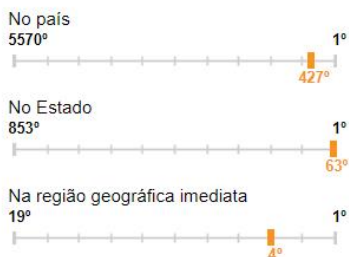 No país
5570º 1º
427º
No Estado
853º 1º
63º
Na região geográfica imediata
19º 1º
4º